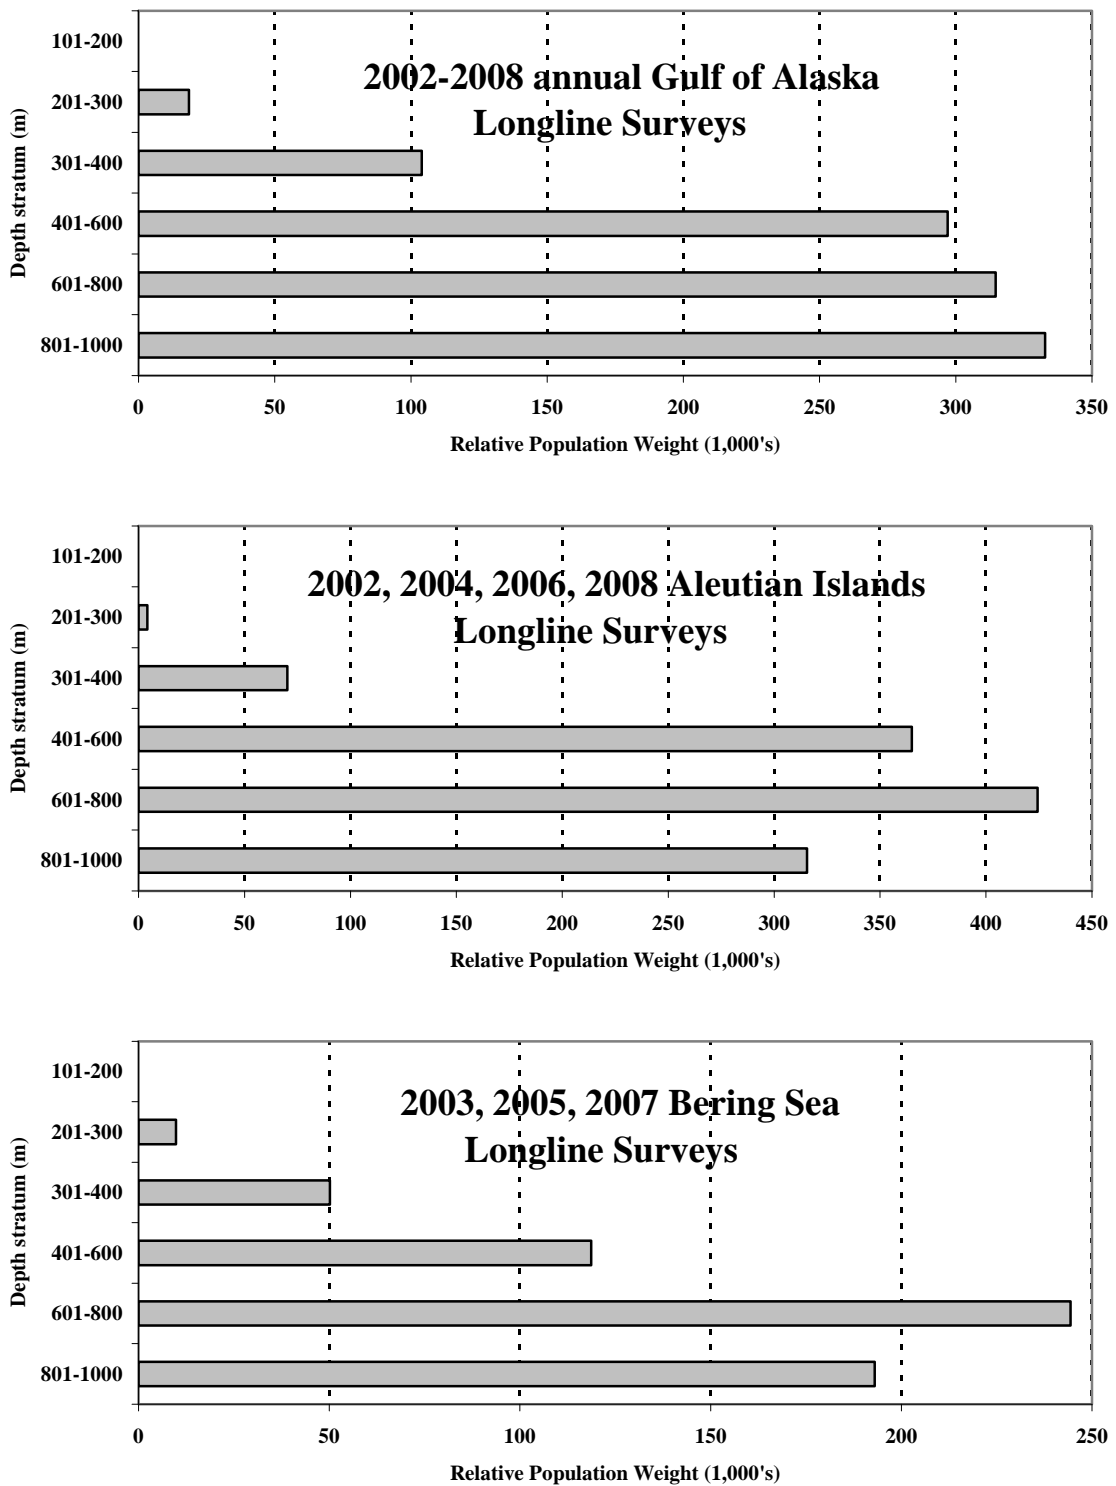 2002-2008 annual Gulf of Alaska
Longline Surveys
Depth stratum (m)
101-200
201-300
301-400
401-600
601-800
801-1000
0 50 100 150 200 250 300 350
Relative Population Weight (1,000's)
2002, 2004, 2006, 2008 Aleutian Islands
Longline Surveys
Depth stratum (m)
101-200
201-300
301-400
401-600
601-800
801-1000
0 50 100 150 200 250 300 350 400 450
Relative Population Weight (1,000's)
2003, 2005, 2007 Bering Sea
Longline Surveys
Depth stratum (m)
101-200
201-300
301-400
401-600
601-800
801-1000
0 50 100 150 200 250
Relative Population Weight (1,000's)